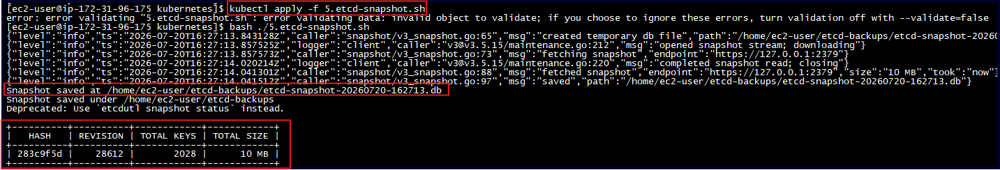 [ec2-user@ip-172-31-96-175 kubernetes]$ kubectl apply -f 5.etcd-snapshot.sh
error: error validating "5.etcd-snapshot.sh": error validating data: invalid object to validate; if you choose to ignore these errors, turn validation off with --validate=false
[ec2-user@ip-172-31-96-175 kubernetes]$ bash ./5.etcd-snapshot.sh
{"level":"info","ts":"2026-07-20T16:27:13.843128Z","caller":"snapshot/v3_snapshot.go:65","msg":"created temporary db file","path":"/home/ec2-user/etcd-backups/etcd-snapshot-20260
{"level":"info","ts":"2026-07-20T16:27:13.857525Z","logger":"client","caller":"v3@v3.5.15/maintenance.go:212","msg":"opened snapshot stream; downloading"}
{"level":"info","ts":"2026-07-20T16:27:13.857573Z","caller":"snapshot/v3_snapshot.go:73","msg":"fetching snapshot","endpoint":"https://127.0.0.1:2379"}
{"level":"info","ts":"2026-07-20T16:27:14.020214Z","logger":"client","caller":"v3@v3.5.15/maintenance.go:220","msg":"completed snapshot read; closing"}
{"level":"info","ts":"2026-07-20T16:27:14.041301Z","caller":"snapshot/v3_snapshot.go:88","msg":"fetched snapshot","endpoint":"https://127.0.0.1:2379","size":"10 MB","took":"now"}
{"level":"info","ts":"2026-07-20T16:27:14.041512Z","caller":"snapshot/v3_snapshot.go:97","msg":"saved","path":"/home/ec2-user/etcd-backups/etcd-snapshot-20260720-162713.db"}
Snapshot saved at /home/ec2-user/etcd-backups/etcd-snapshot-20260720-162713.db
Snapshot saved under /home/ec2-user/etcd-backups
Deprecated: Use `etcdutl snapshot status` instead.
+----------+----------+------------+------------+
| HASH | REVISION | TOTAL KEYS | TOTAL SIZE |
+----------+----------+------------+------------+
| 283c9f5d | 28612 | 2028 | 10 MB |
+----------+----------+------------+------------+